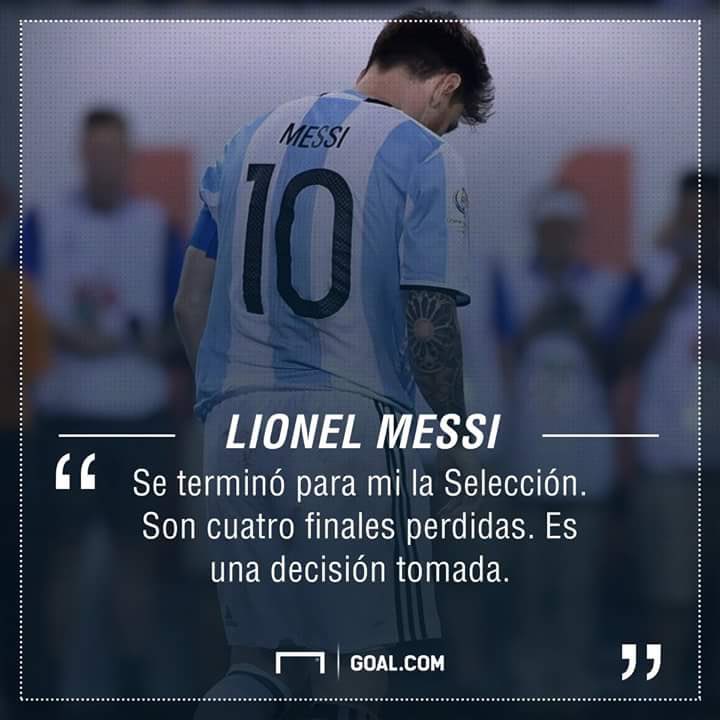 MESSI
10
LIONEL MESSI
“ Se terminó para mi la Selección.
Son cuatro finales perdidas. Es
una decisión tomada.
GOAL.COM ”